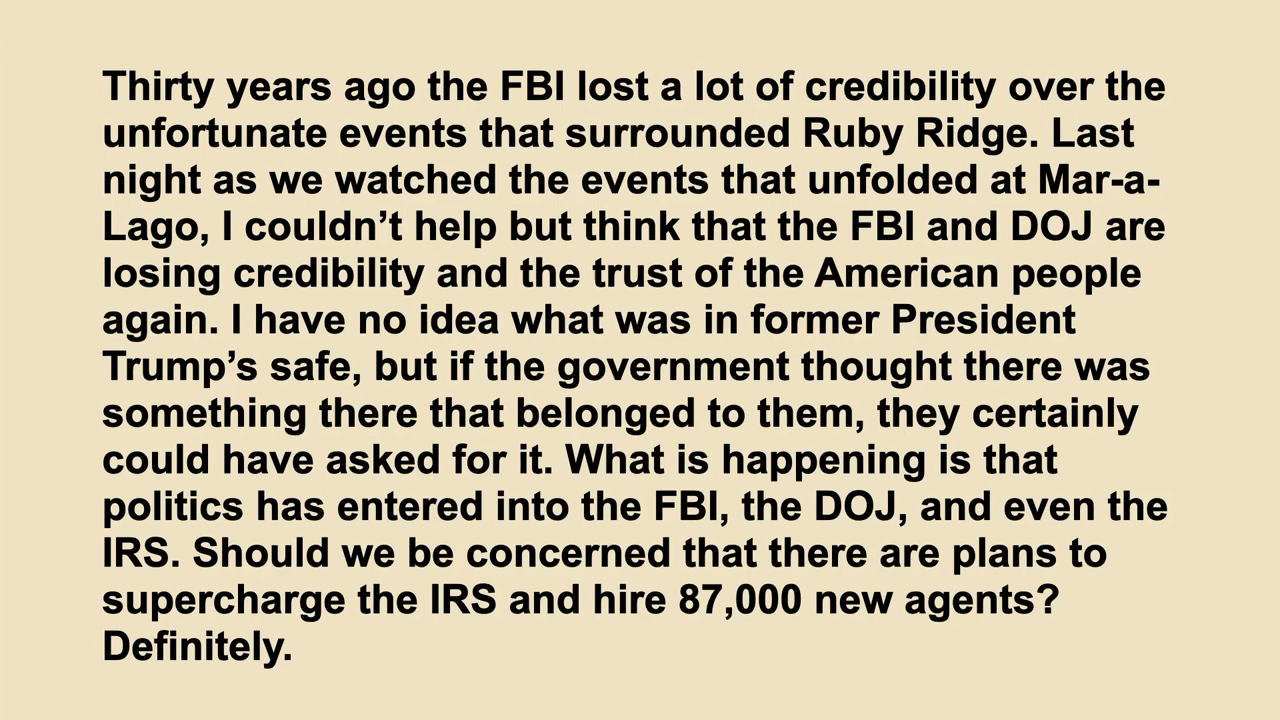 Thirty years ago the FBI lost a lot of credibility over the
unfortunate events that surrounded Ruby Ridge. Last
night as we watched the events that unfolded at Mar-a-
Lago, I couldn’t help but think that the FBI and DOJ are
losing credibility and the trust of the American people
again. I have no idea what was in former President
Trump’s safe, but if the government thought there was
something there that belonged to them, they certainly
could have asked for it. What is happening is that
politics has entered into the FBI, the DOJ, and even the
IRS. Should we be concerned that there are plans to
supercharge the IRS and hire 87,000 new agents?
Definitely.